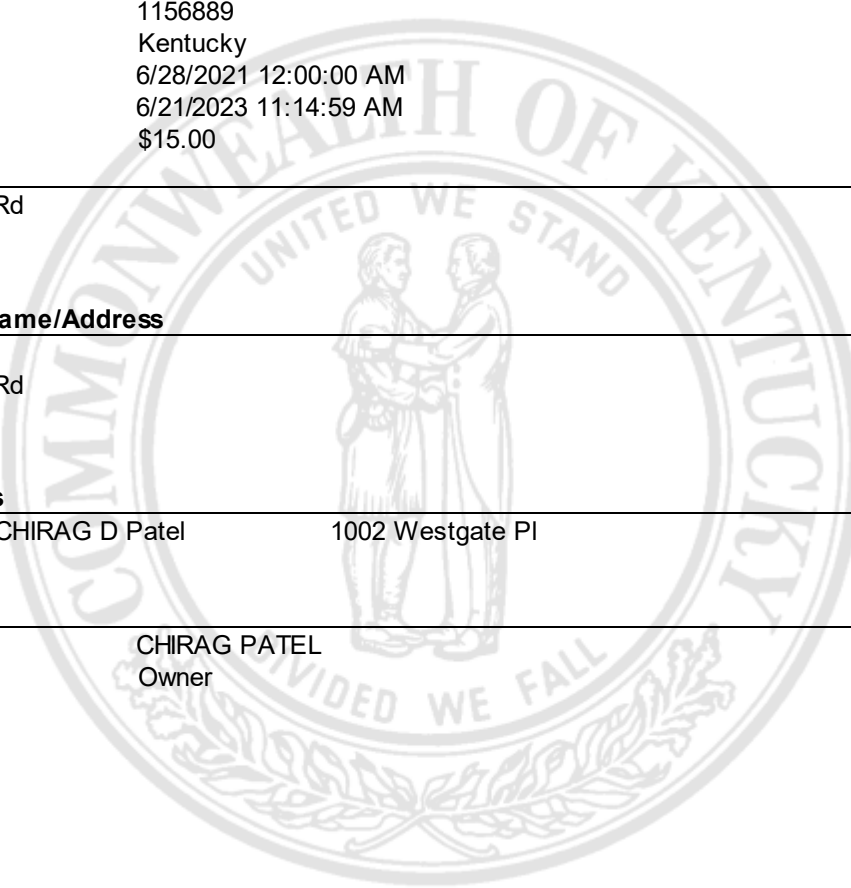 1156889
Kentucky
6/28/2021 12:00:00 AM
6/21/2023 11:14:59 AM
$15.00
Rd
ame/Address
Rd
s
CHIRAG D Patel 1002 Westgate Pl
CHIRAG PATEL
Owner
COMMONWEALTH OF KENTUCKY
UNITED WE STAND
DIVIDED WE FALL